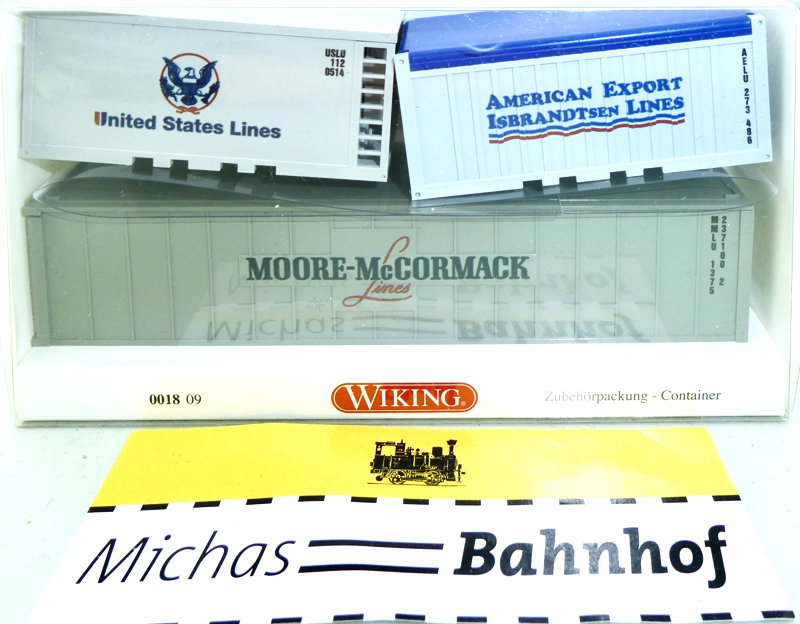 USLU
112
0514
United States Lines
AELU 273 486
AMERICAN EXPORT
ISBRANDTSEN LINES
MOORE-McCORMACK
Lines
237100 2
MMLU 1375
0018 09
WIKING®
Zubehörpackung - Container
Michas Bahnhof